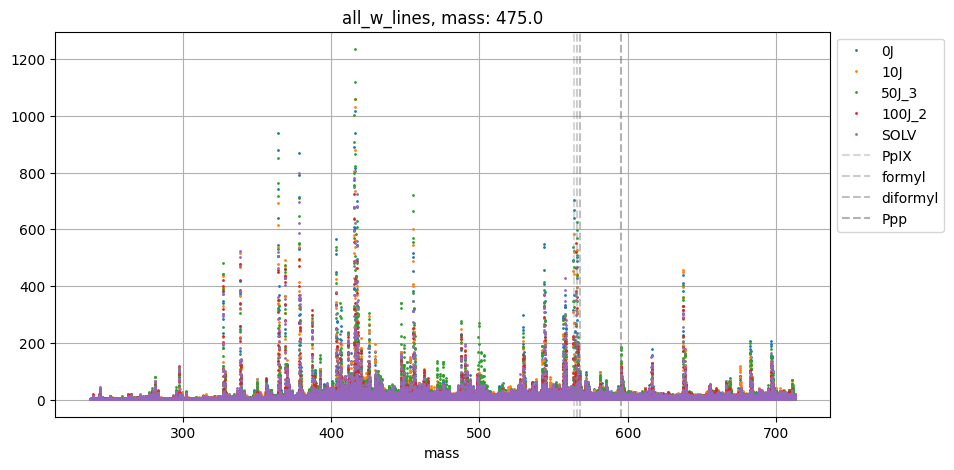 all_w_lines, mass: 475.0
1200
1000
800
600
400
200
0
300
400
500
600
700
mass
0J
10J
50J_3
100J_2
SOLV
PpIX
formyl
diformyl
Ppp